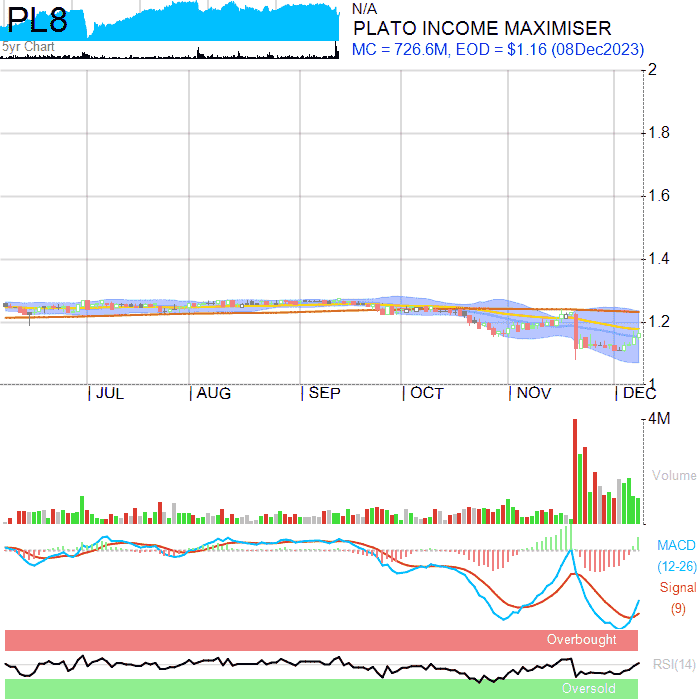 PL8
5yr Chart
N/A
PLATO INCOME MAXIMISER
MC = 726.6M, EOD = $1.16 (08Dec2023)
2
1.8
1.6
1.4
1.2
1
JUL AUG SEP OCT NOV DEC
4M
Volume
MACD
(12-26)
Signal
(9)
Overbought
RSI(14)
Oversold